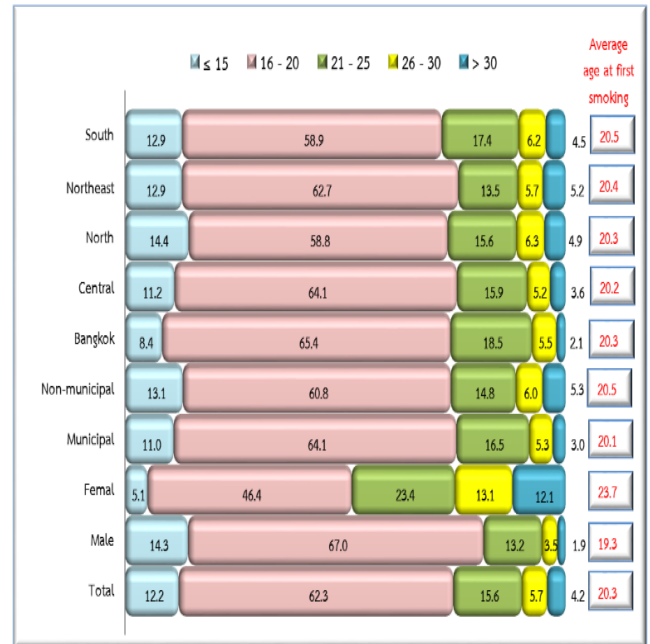 Average
age at first
smoking
≤ 15 16 - 20 21 - 25 26 - 30 > 30
South 12.9 58.9 17.4 6.2 4.5 20.5
Northeast 12.9 62.7 13.5 5.7 5.2 20.4
North 14.4 58.8 15.6 6.3 4.9 20.3
Central 11.2 64.1 15.9 5.2 3.6 20.2
Bangkok 8.4 65.4 18.5 5.5 2.1 20.3
Non-municipal 13.1 60.8 14.8 6.0 5.3 20.5
Municipal 11.0 64.1 16.5 5.3 3.0 20.1
Femal 5.1 46.4 23.4 13.1 12.1 23.7
Male 14.3 67.0 13.2 3.5 1.9 19.3
Total 12.2 62.3 15.6 5.7 4.2 20.3